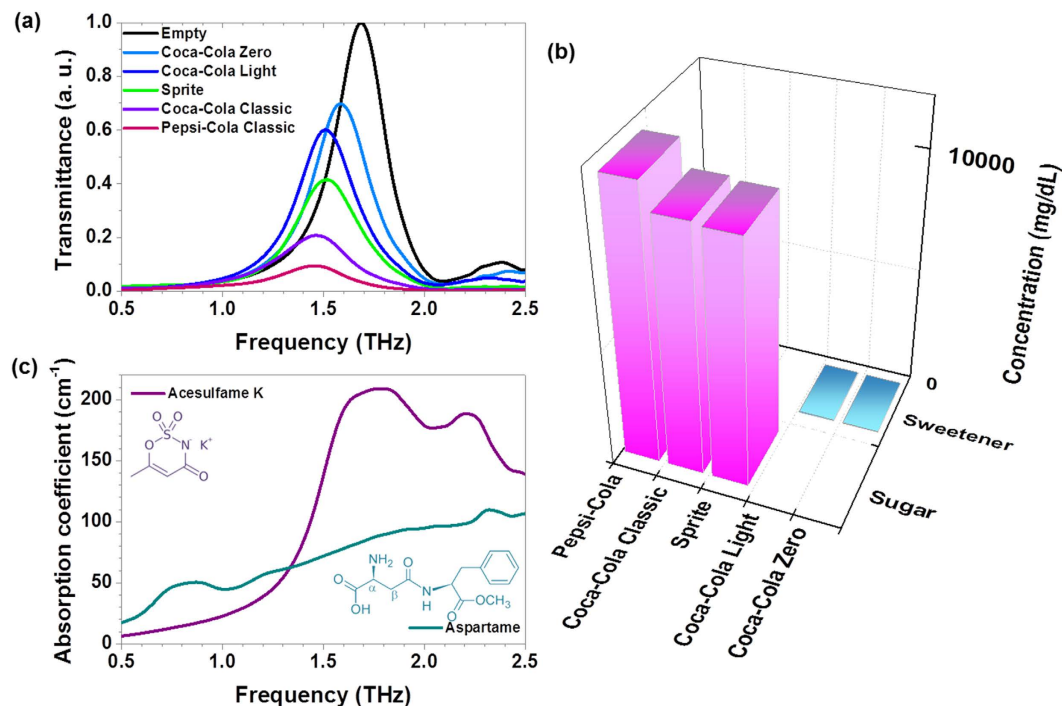 (a)
Transmittance (a. u.)
1.0
0.8
0.6
0.4
0.2
0.0
Empty
Coca-Cola Zero
Coca-Cola Light
Sprite
Coca-Cola Classic
Pepsi-Cola Classic
0.5 1.0 1.5 2.0 2.5
Frequency (THz)
(b)
10000
0
Concentration (mg/dL)
Sweetener
Sugar
Pepsi-Cola
Coca-Cola Classic
Sprite
Coca-Cola Light
Coca-Cola Zero
(c)
Absorption coefficient (cm⁻¹)
200
150
100
50
0
Acesulfame K
O O
S
O N⁻ K⁺
Me O
NH₂
O
O
α β
N
H
OH
O
OCH₃
Aspartame
0.5 1.0 1.5 2.0 2.5
Frequency (THz)